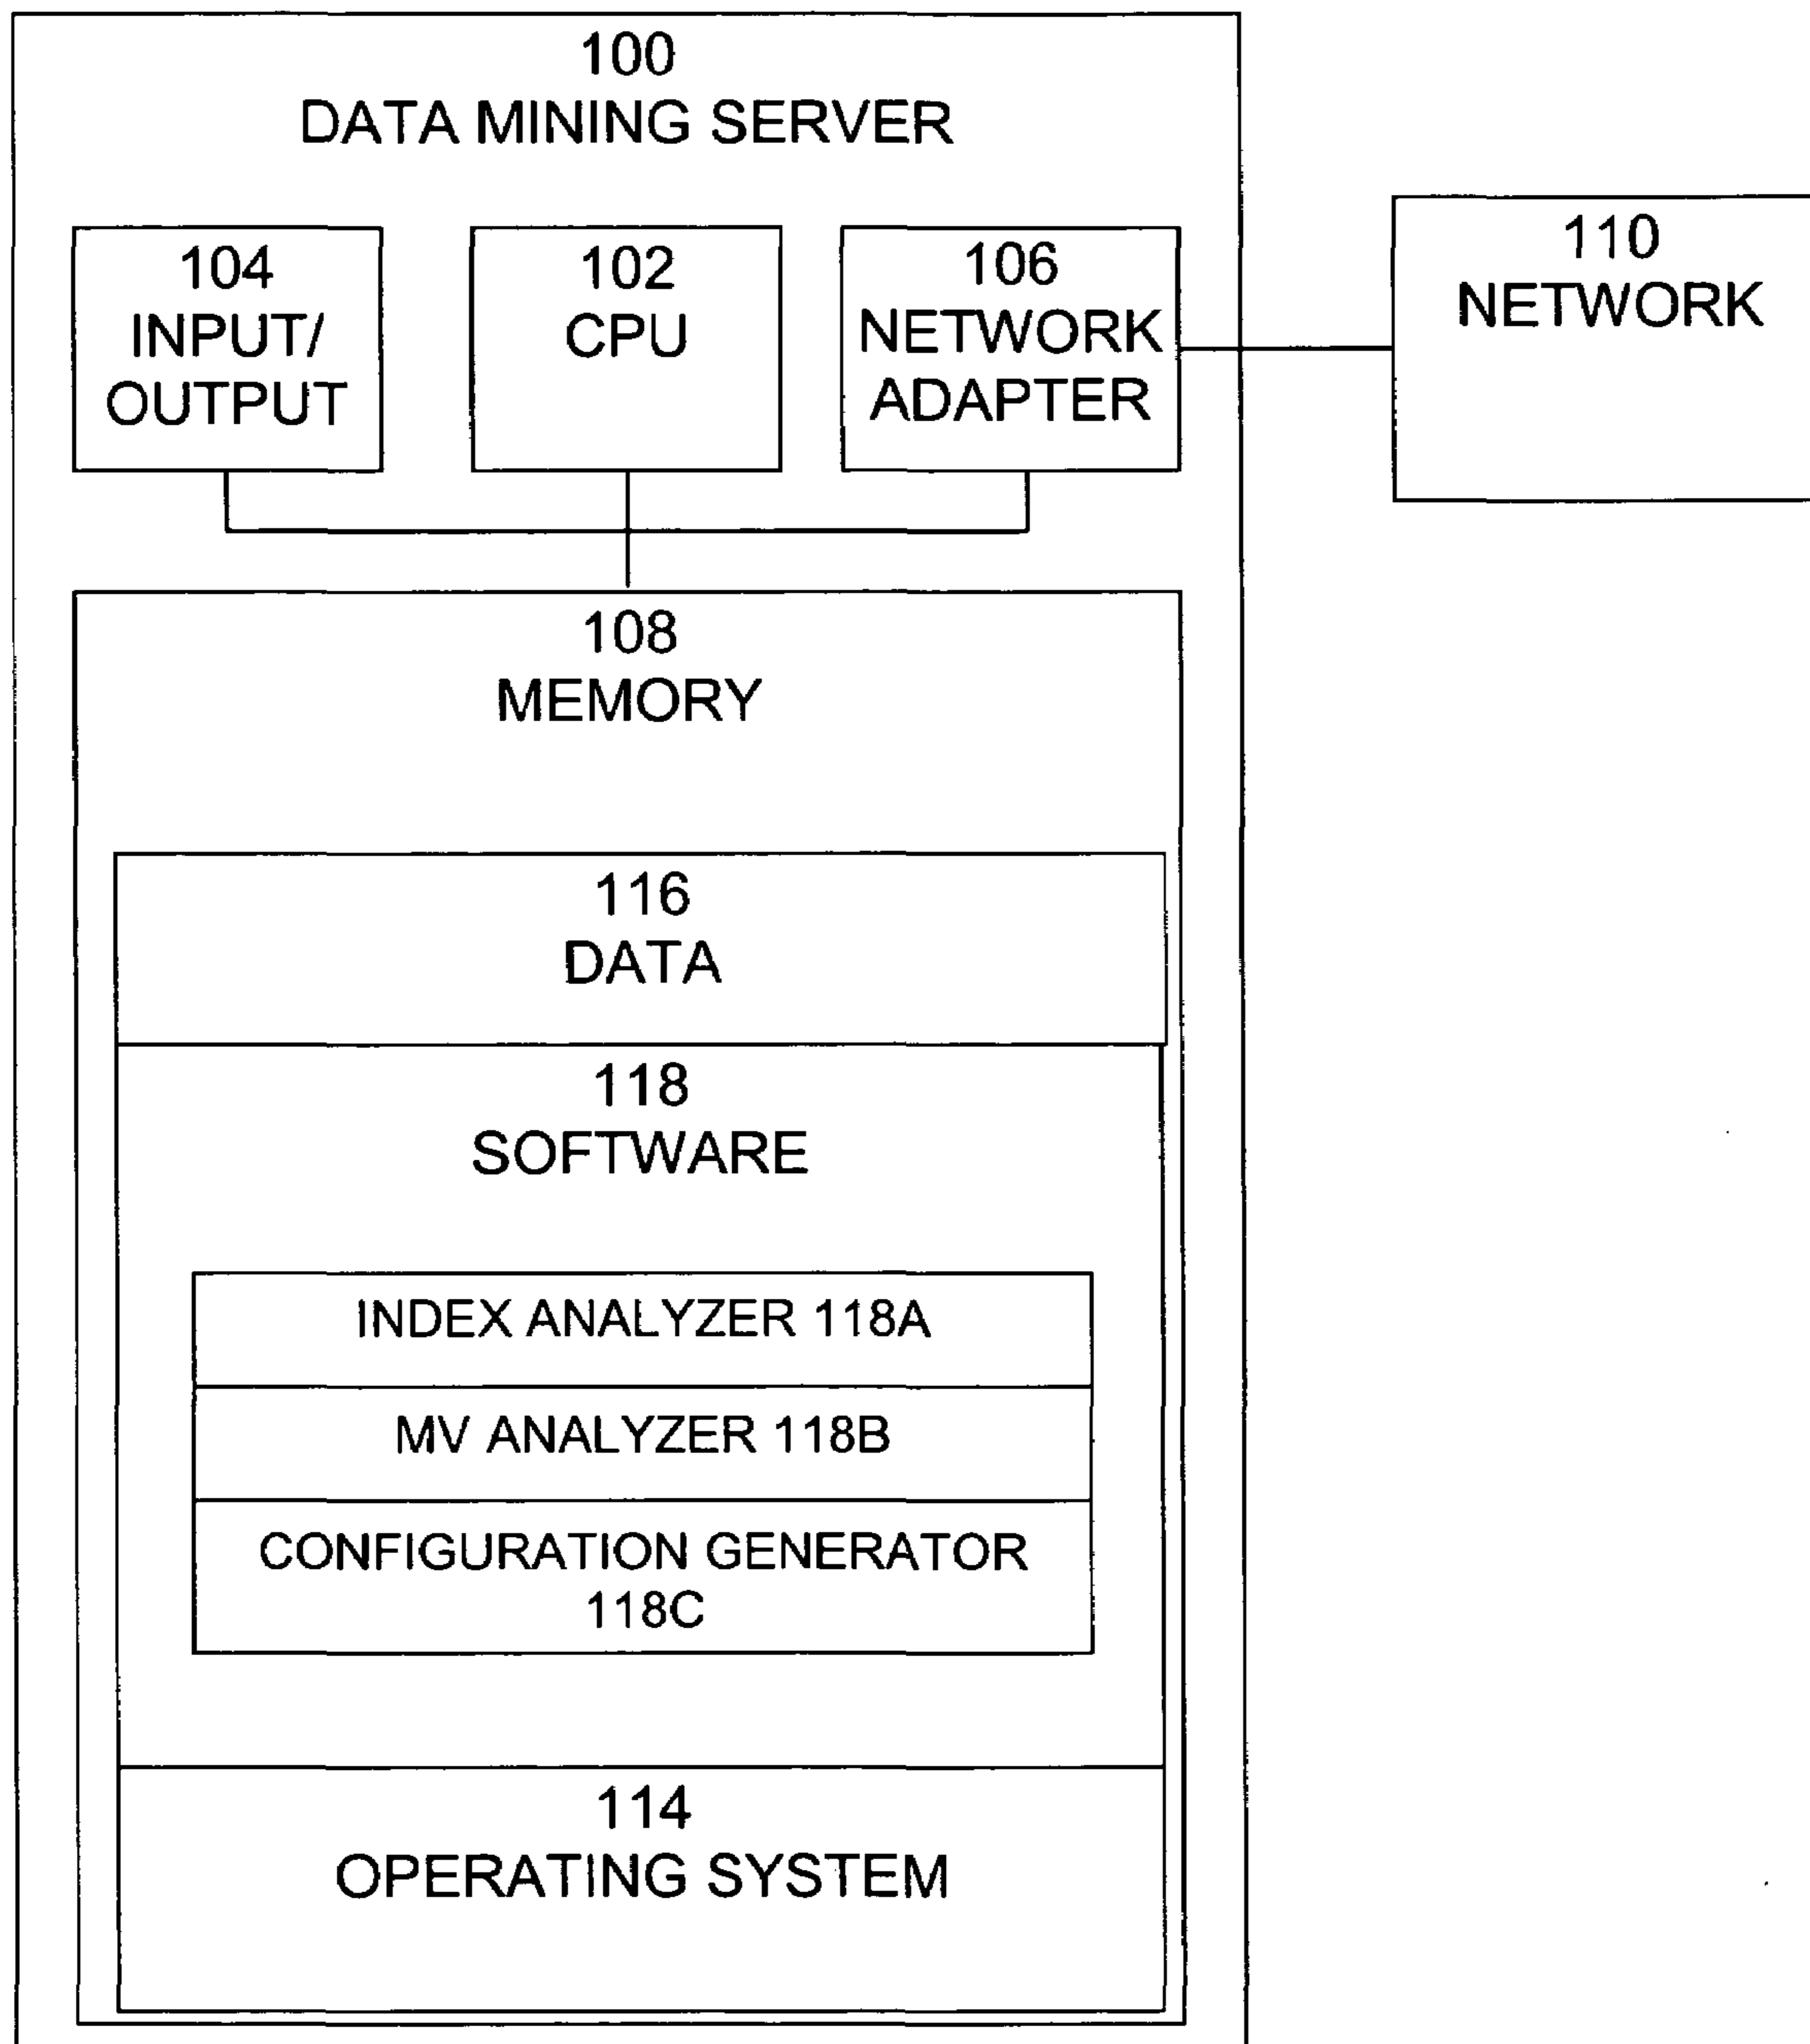 100
DATA MINING SERVER
104
INPUT/
OUTPUT
102
CPU
106
NETWORK
ADAPTER
110
NETWORK
108
MEMORY
116
DATA
118
SOFTWARE
INDEX ANALYZER 118A
MV ANALYZER 118B
CONFIGURATION GENERATOR
118C
114
OPERATING SYSTEM